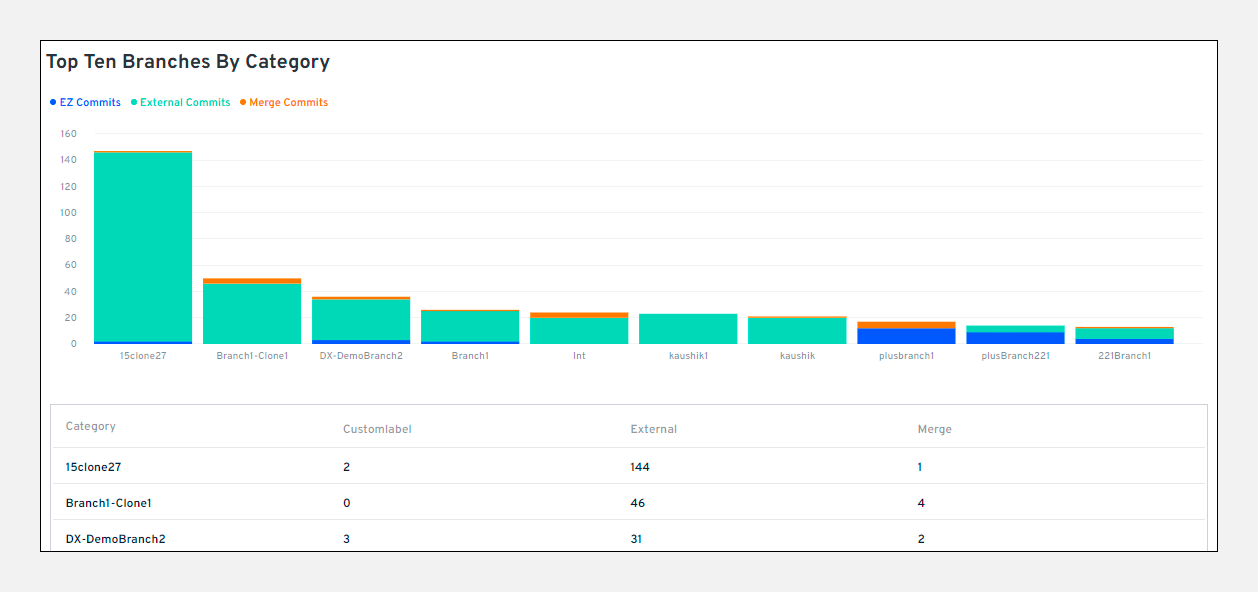 Top Ten Branches By Category
EZ Commits External Commits Merge Commits
160
140
120
100
80
60
40
20
0
15clone27 Branch1-Clone1 DX-DemoBranch2 Branch1 Int kaushik1 kaushik plusbranch1 plusBranch221 221Branch1
Category Customlabel External Merge
15clone27 2 144 1
Branch1-Clone1 0 46 4
DX-DemoBranch2 3 31 2